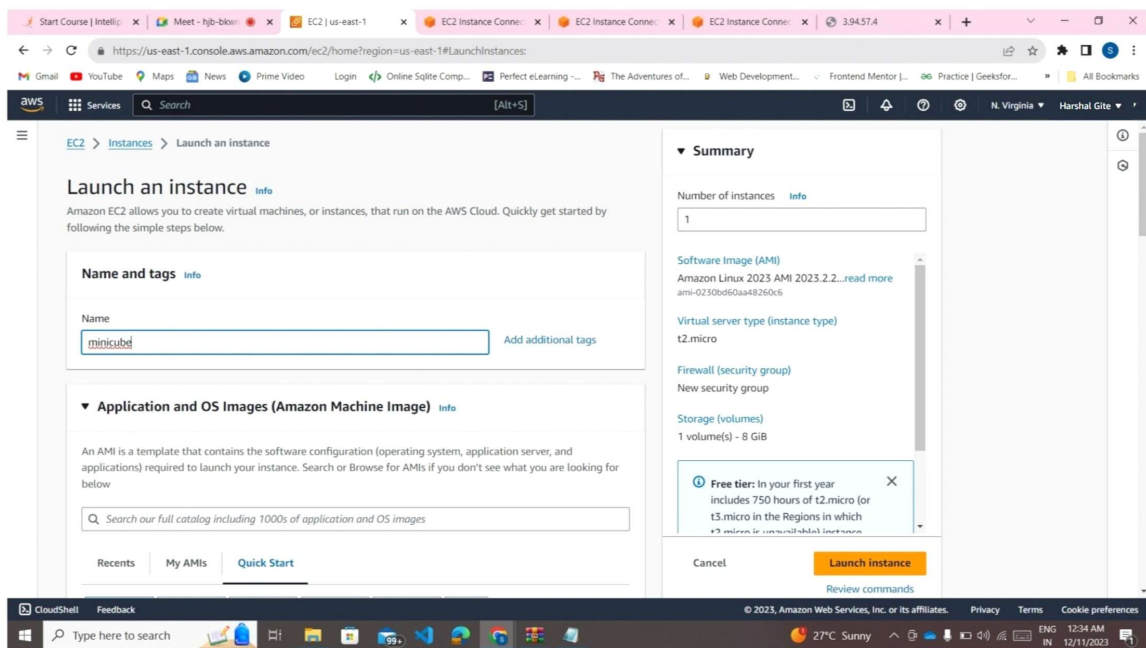 Start Course | Intellip
Meet - hjb-bkwn
EC2 | us-east-1
EC2 Instance Connec
EC2 Instance Connec
EC2 Instance Connec
3.94.57.4
https://us-east-1.console.aws.amazon.com/ec2/home?region=us-east-1#LaunchInstances:
Gmail YouTube Maps News Prime Video Login Online Sqlite Comp... Perfect eLearning -... The Adventures of... Web Development... Frontend Mentor |... Practice | Geeksfor... » All Bookmarks
aws Services Search [Alt+S] N. Virginia Harshal Gite
EC2 > Instances > Launch an instance
Launch an instance Info
Amazon EC2 allows you to create virtual machines, or instances, that run on the AWS Cloud. Quickly get started by
following the simple steps below.
Name and tags Info
Name
minicube
Add additional tags
Application and OS Images (Amazon Machine Image) Info
An AMI is a template that contains the software configuration (operating system, application server, and
applications) required to launch your instance. Search or Browse for AMIs if you don't see what you are looking for
below
Search our full catalog including 1000s of application and OS images
Recents My AMIs Quick Start
Summary
Number of instances Info
1
Software Image (AMI)
Amazon Linux 2023 AMI 2023.2.2...read more
ami-0230bd60aa48260c6
Virtual server type (instance type)
t2.micro
Firewall (security group)
New security group
Storage (volumes)
1 volume(s) - 8 GiB
Free tier: In your first year
includes 750 hours of t2.micro (or
t3.micro in the Regions in which
t2.micro is unavailable) instance
Cancel Launch instance
Review commands
CloudShell Feedback © 2023, Amazon Web Services, Inc. or its affiliates. Privacy Terms Cookie preferences
Type here to search 99+ 27°C Sunny ENG 12:34 AM
IN 12/11/2023